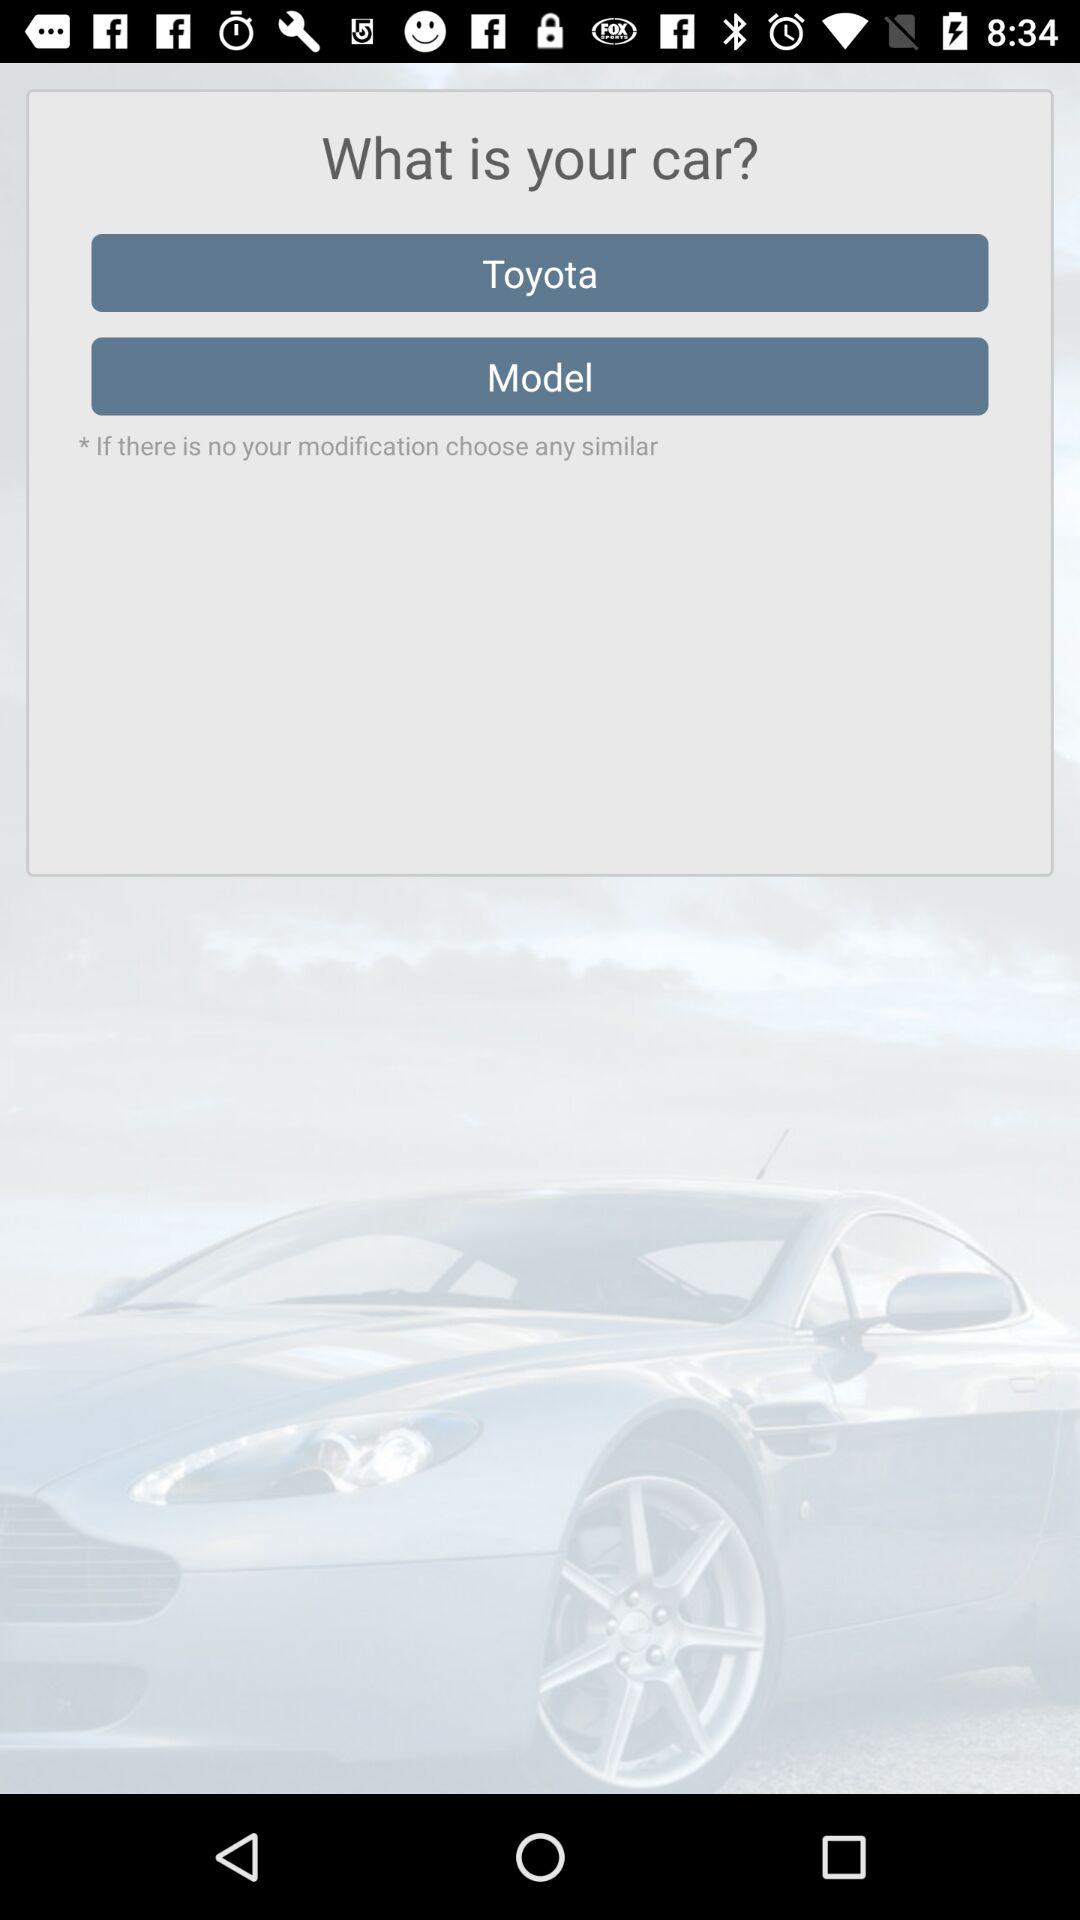 8:34
What is your car?
Toyota
Model
* If there is no your modification choose any similar